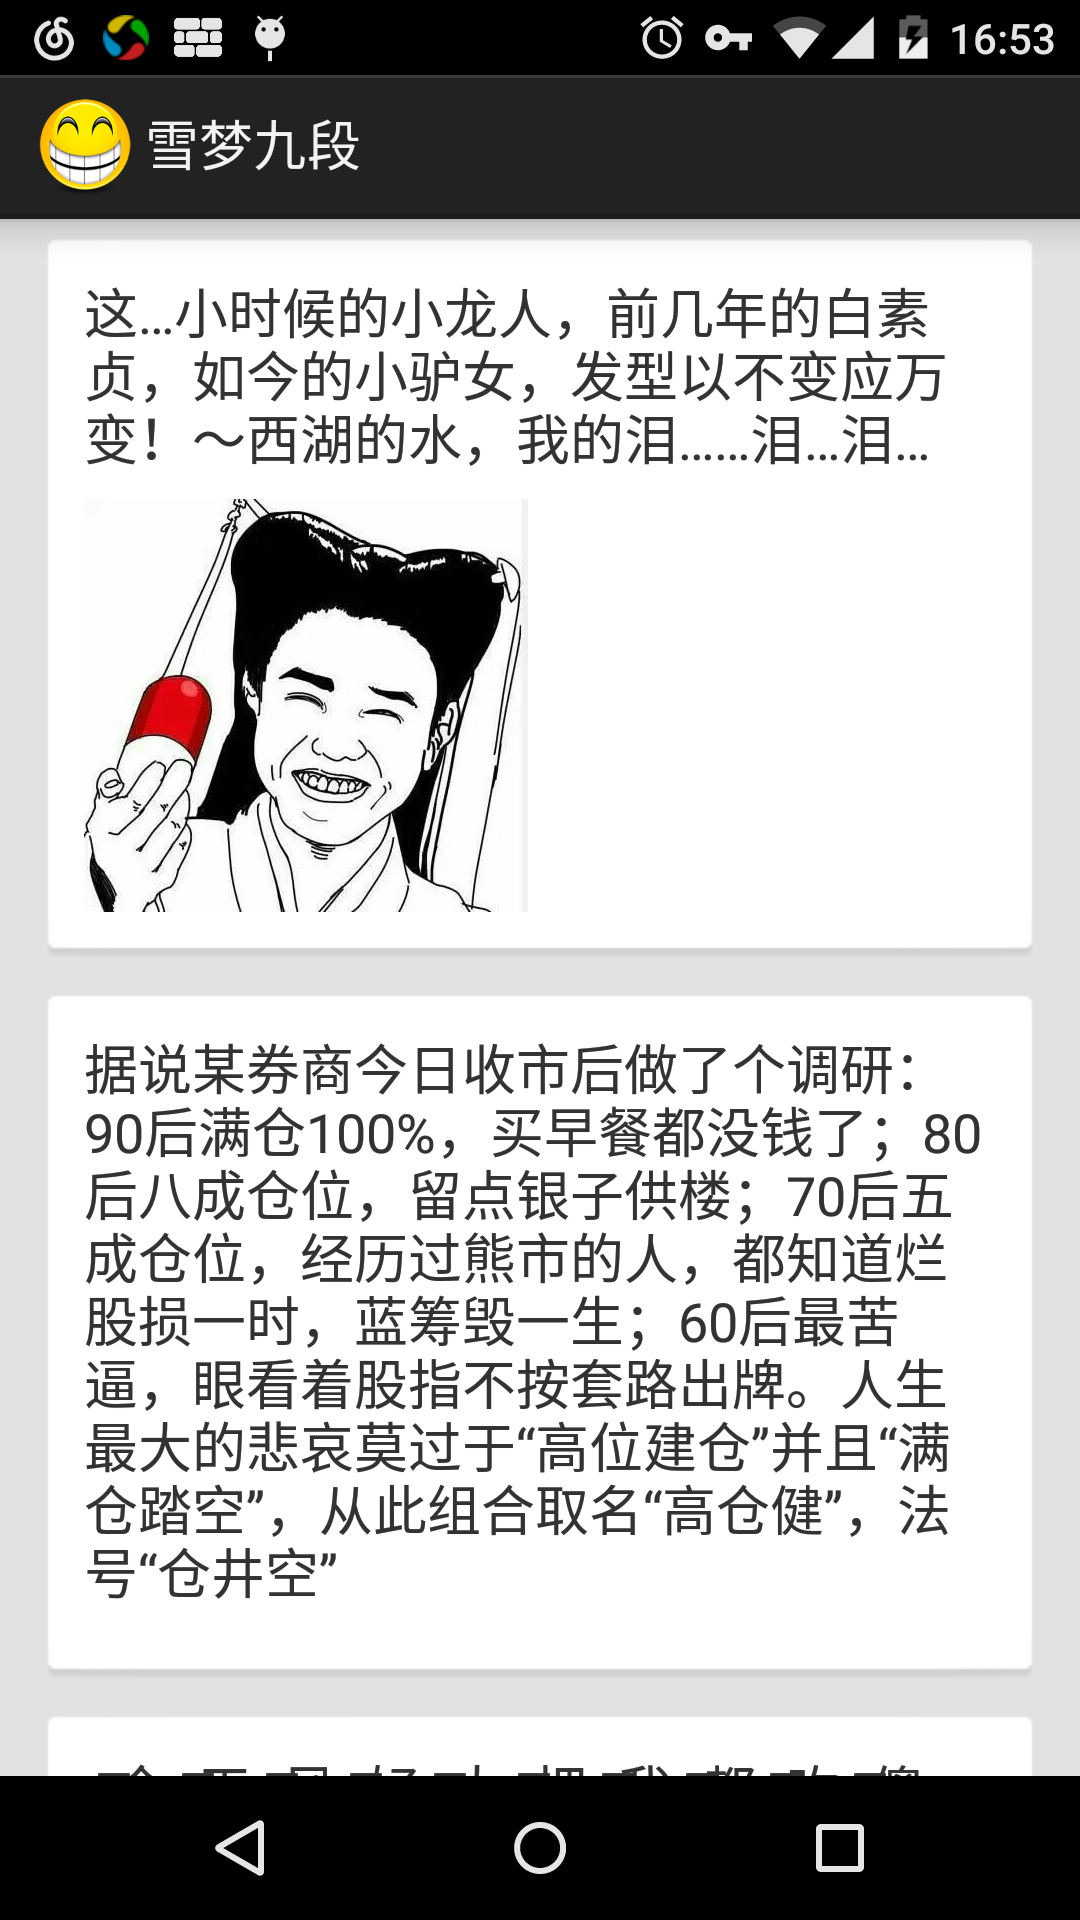 16:53
雪梦九段
这...小时候的小龙人，前几年的白素
贞，如今的小驴女，发型以不变应万
变！～西湖的水，我的泪......泪...泪...
据说某券商今日收市后做了个调研：
90后满仓100%，买早餐都没钱了；80
后八成仓位，留点银子供楼；70后五
成仓位，经历过熊市的人，都知道烂
股损一时，蓝筹毁一生；60后最苦
逼，眼看着股指不按套路出牌。人生
最大的悲哀莫过于“高位建仓”并且“满
仓踏空”，从此组合取名“高仓健”，法
号“仓井空”